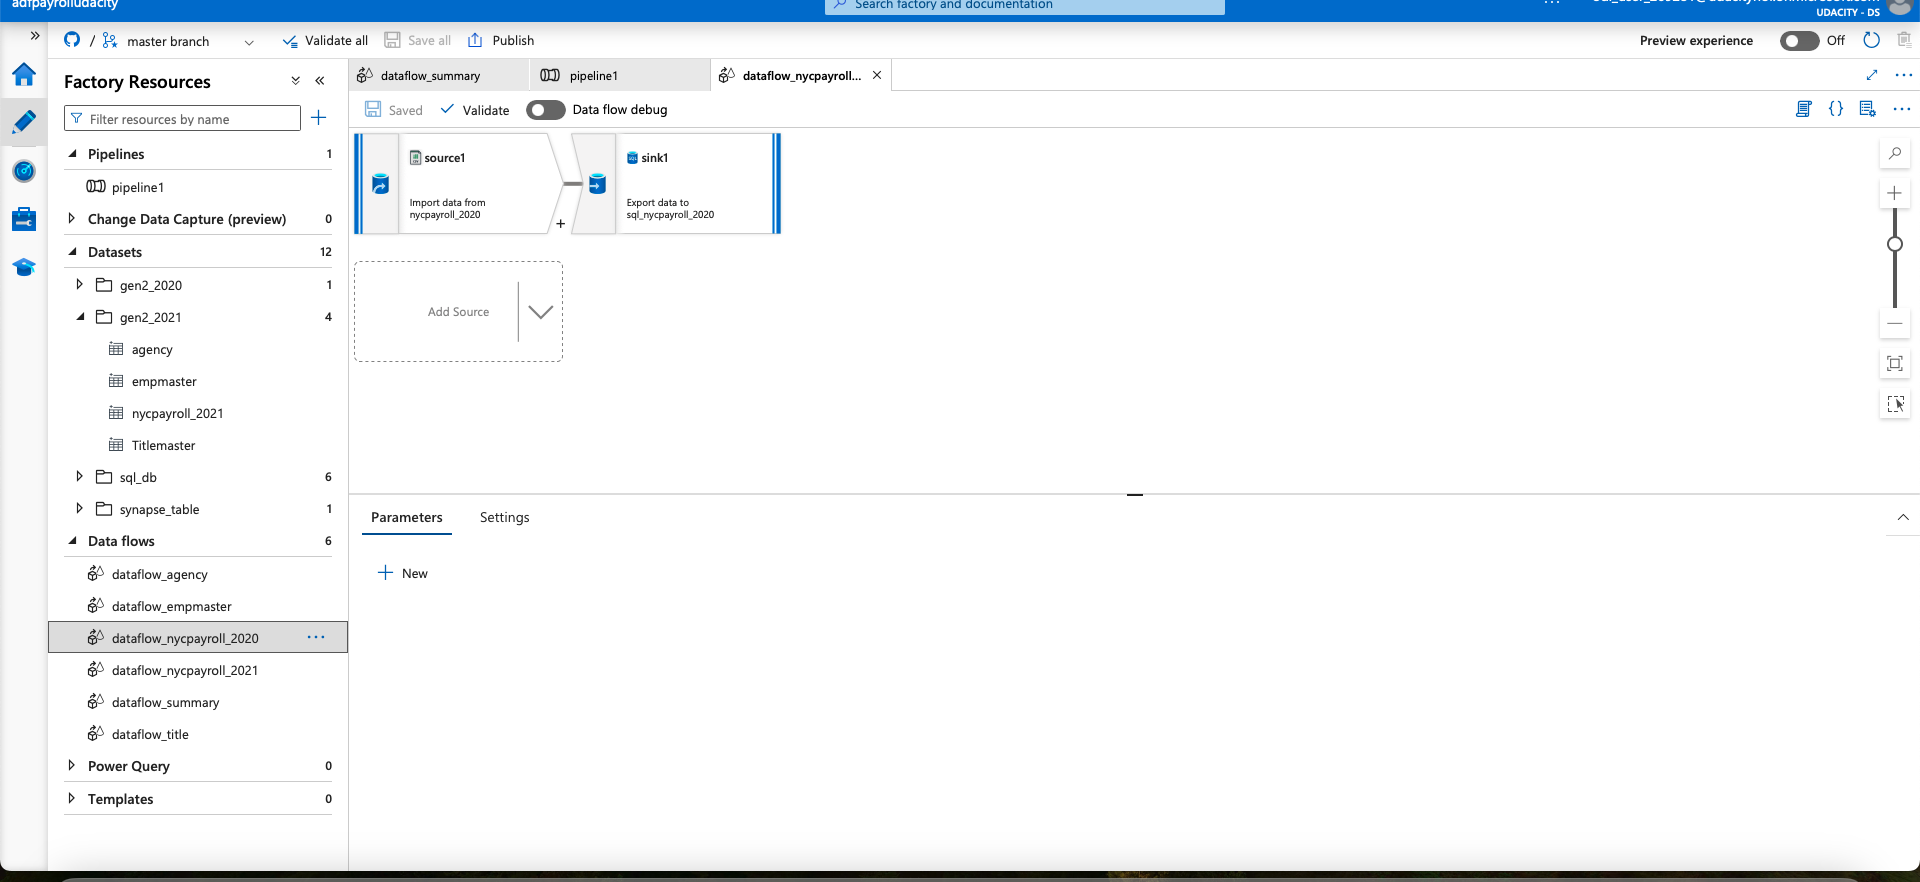 adfpayrolludacity
Search factory and documentation
UDACITY - DS
/ master branch
Validate all
Save all
Publish
Preview experience
Off
Factory Resources
dataflow_summary
pipeline1
dataflow_nycpayroll...
Filter resources by name
Saved
Validate
Data flow debug
Pipelines 1
pipeline1
Change Data Capture (preview) 0
Datasets 12
gen2_2020 1
gen2_2021 4
agency
empmaster
nycpayroll_2021
Titlemaster
sql_db 6
synapse_table 1
Data flows 6
dataflow_agency
dataflow_empmaster
dataflow_nycpayroll_2020
dataflow_nycpayroll_2021
dataflow_summary
dataflow_title
Power Query 0
Templates 0
source1
Import data from
nycpayroll_2020
+
sink1
Export data to
sql_nycpayroll_2020
Add Source
Parameters
Settings
New